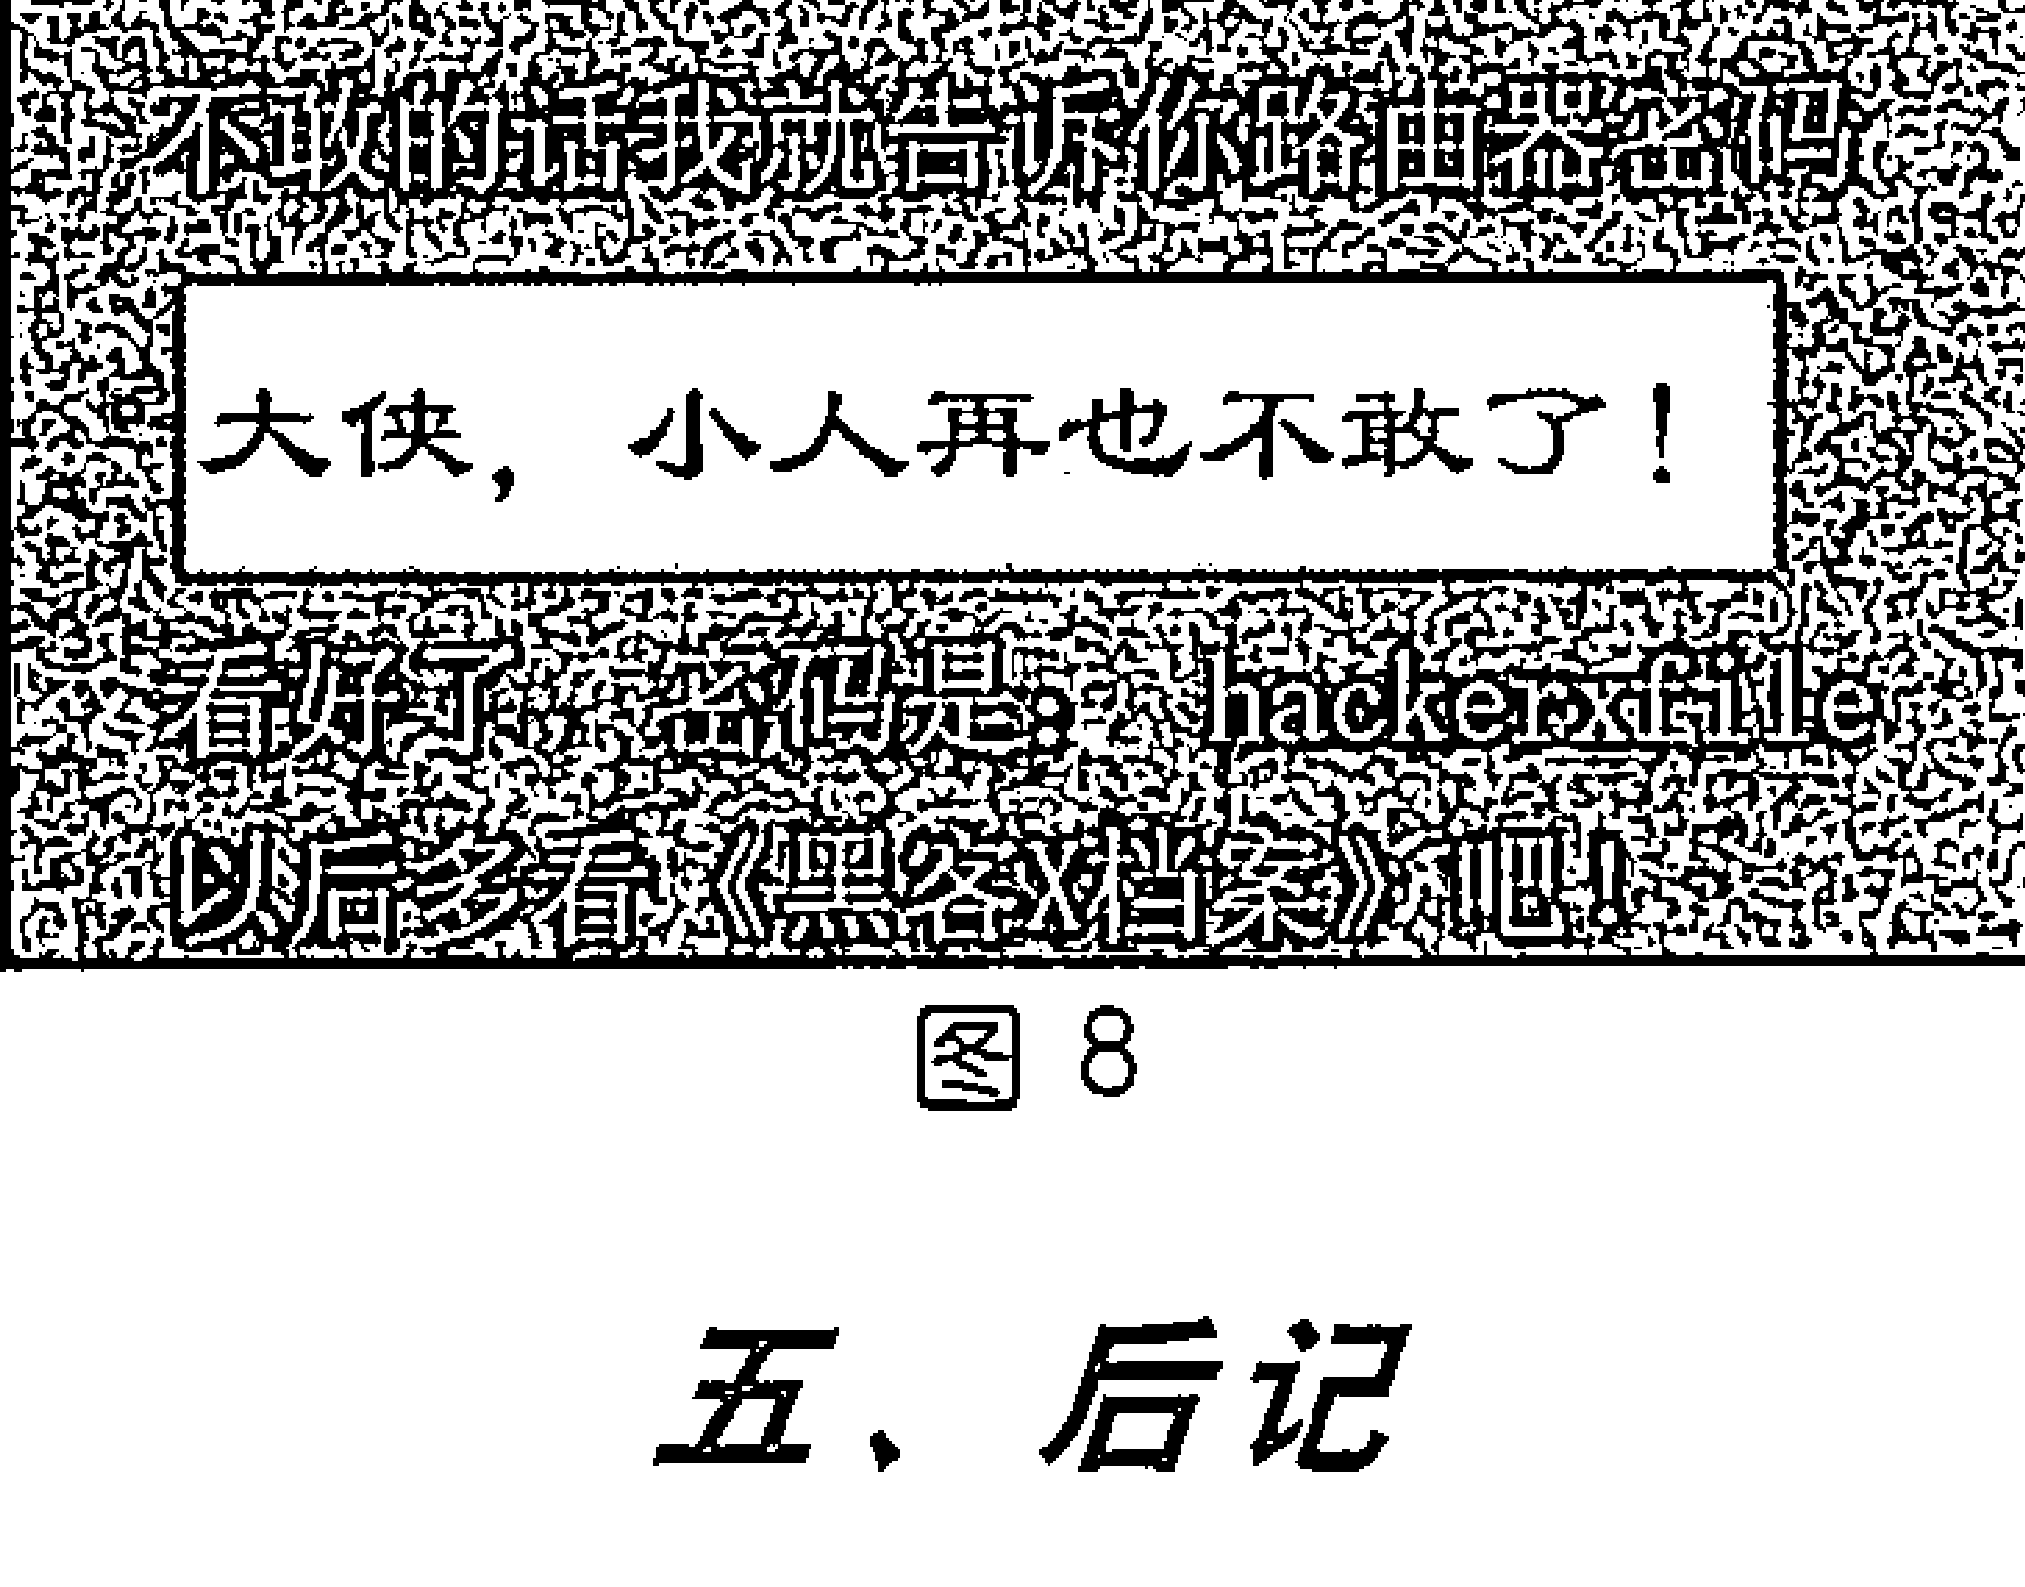 不敢的话我就告诉你路由器密码
大侠，小人再也不敢了！
看好了，密码是：hackerxfile
以后多看《黑客X档案》吧！
图 8
五、后记